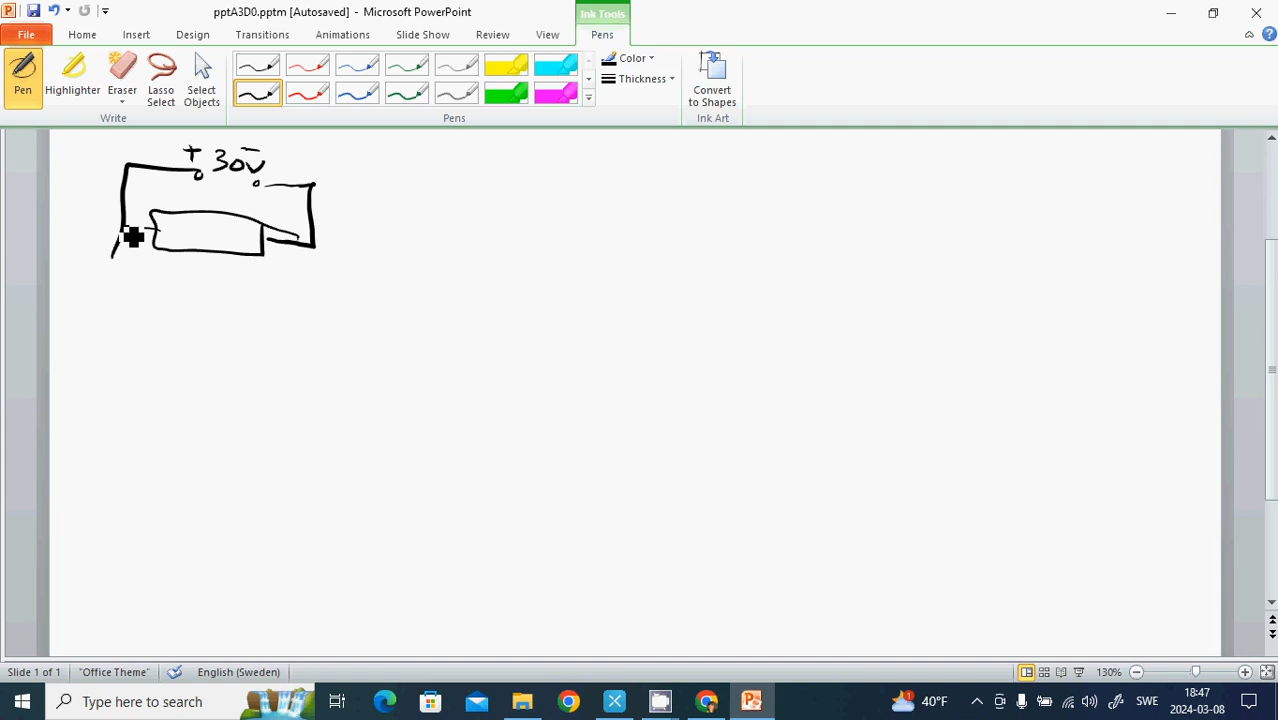 pptA3D0.pptm [Autosaved] - Microsoft PowerPoint
Ink Tools
File Home Insert Design Transitions Animations Slide Show Review View Pens
Pen Highlighter Eraser Lasso Select Select Objects
Color
Thickness
Convert to Shapes
Write Pens Ink Art
+ 30V -
Slide 1 of 1 "Office Theme" English (Sweden) 130%
Type here to search 40°F SWE 18:47
2024-03-08